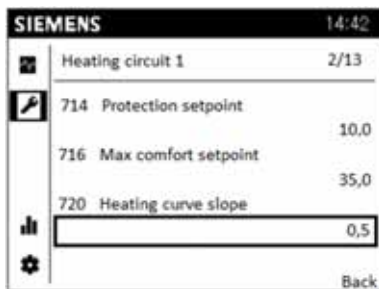 SIEMENS 14:42
Heating circuit 1 2/13
714 Protection setpoint
10,0
716 Max comfort setpoint
35,0
720 Heating curve slope
0,5
Back